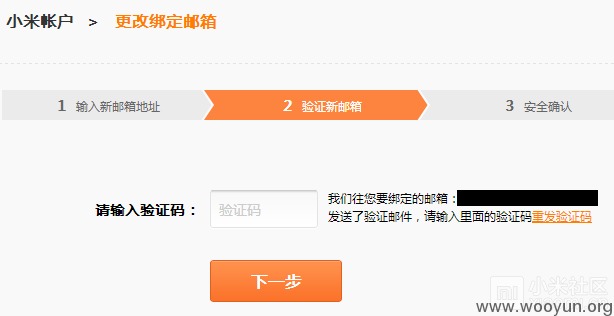 小米帐户 > 更改绑定邮箱
1 输入新邮箱地址 2 验证新邮箱 3 安全确认
我们往您要绑定的邮箱：
请输入验证码： 验证码 发送了验证邮件，请输入里面的验证码重发验证码
下一步
小米社区
www.wooyun.org